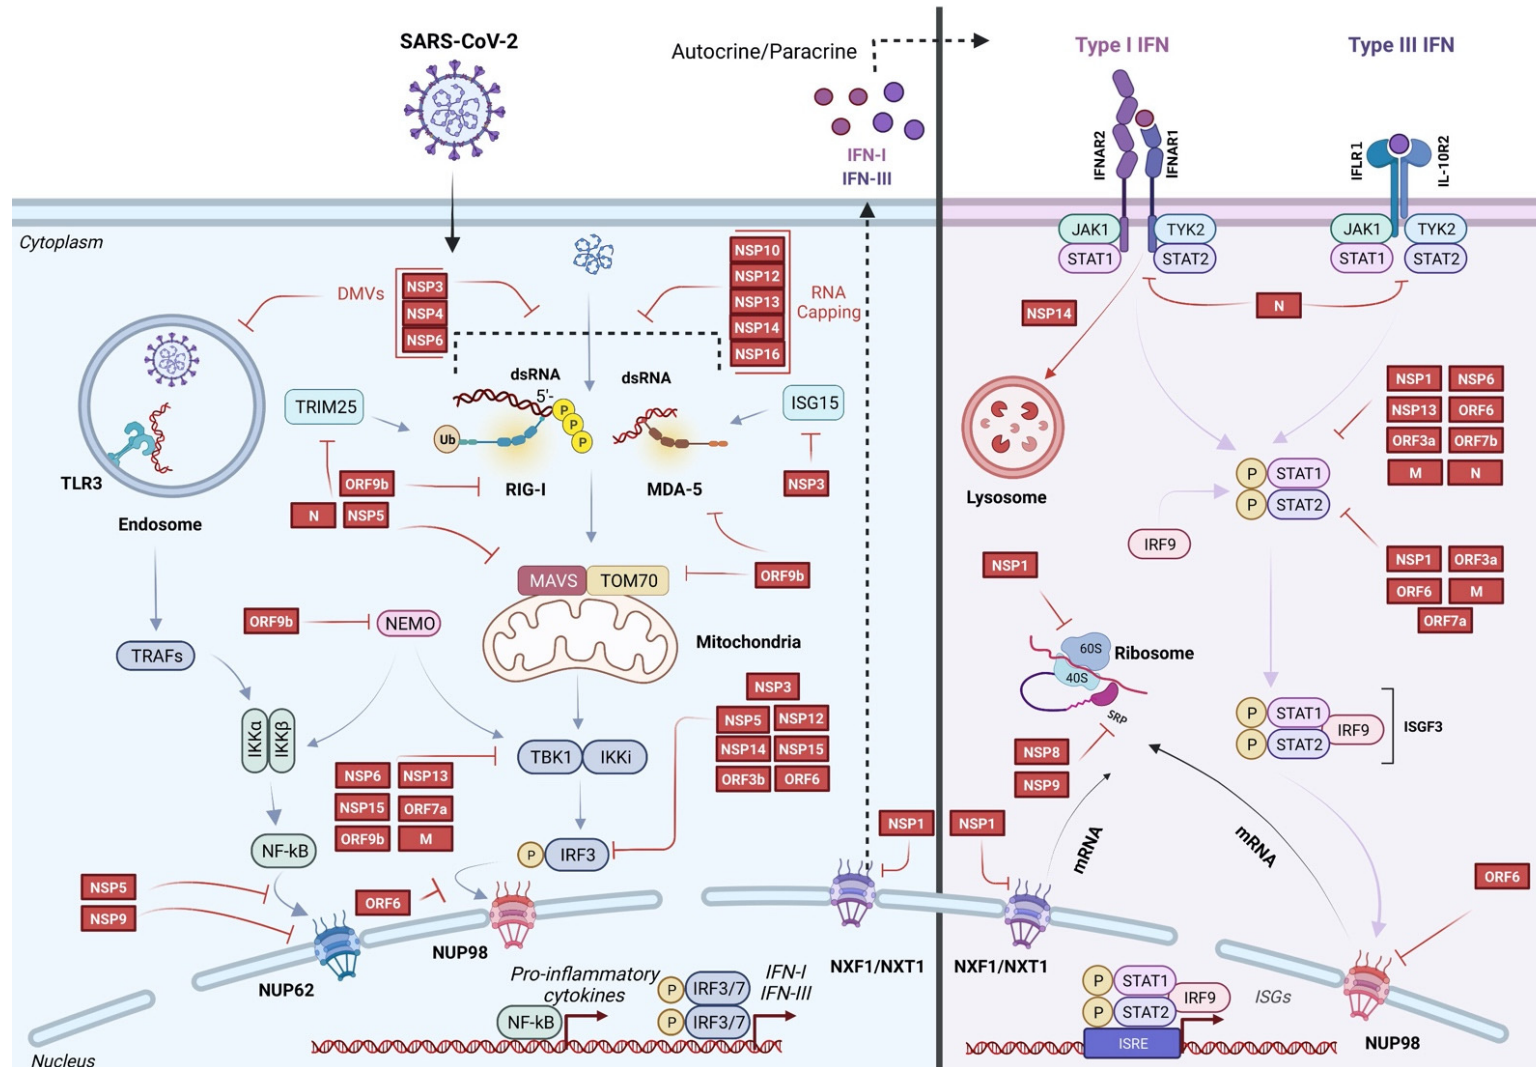 SARS-CoV-2
Autocrine/Paracrine
IFN-I
IFN-III
Cytoplasm
DMVs
NSP3
NSP4
NSP6
NSP10
NSP12
NSP13
NSP14
NSP16
RNA
Capping
dsRNA
5'-
dsRNA
P
P
P
Ub
TRIM25
ISG15
TLR3
Endosome
RIG-I
MDA-5
NSP3
ORF9b
N
NSP5
MAVS
TOM70
ORF9b
ORF9b
NEMO
Mitochondria
TRAFs
IKKα
IKKβ
TBK1
IKKi
NSP3
NSP5
NSP12
NSP14
NSP15
ORF3b
ORF6
NSP6
NSP13
NSP15
ORF7a
ORF9b
M
NF-kB
P
IRF3
NSP5
NSP9
ORF6
NUP62
NUP98
NSP1
NXF1/NXT1
Pro-inflammatory
cytokines
IFN-I
IFN-III
NF-kB
P
IRF3/7
P
IRF3/7
Nucleus
Type I IFN
Type III IFN
IFNAR2
IFNAR1
IFLR1
IL-10R2
JAK1
STAT1
TYK2
STAT2
JAK1
STAT1
TYK2
STAT2
NSP14
N
Lysosome
NSP1
NSP6
NSP13
ORF6
ORF3a
ORF7b
M
N
P
STAT1
P
STAT2
IRF9
NSP1
ORF3a
ORF6
M
ORF7a
NSP1
60S
40S
Ribosome
SRP
NSP8
NSP9
P
STAT1
P
STAT2
IRF9
ISGF3
mRNA
mRNA
NSP1
NXF1/NXT1
ORF6
NUP98
P
STAT1
P
STAT2
IRF9
ISRE
ISGs